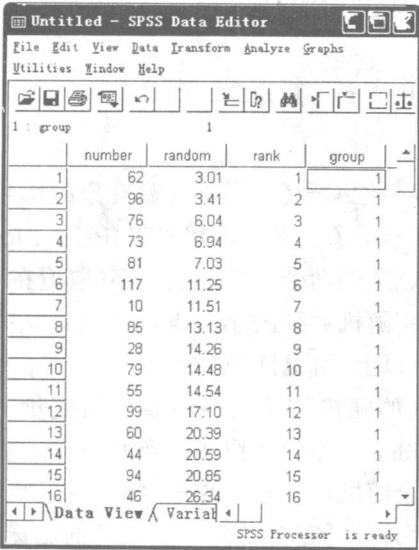 Untitled - SPSS Data Editor
File Edit View Data Transform Analyze Graphs
Utilities Window Help
1 : group 1
number random rank group
1 62 3.01 1 1
2 96 3.41 2 1
3 76 6.04 3 1
4 73 6.94 4 1
5 81 7.03 5 1
6 117 11.25 6 1
7 10 11.51 7 1
8 85 13.13 8 1
9 28 14.26 9 1
10 79 14.48 10 1
11 55 14.54 11 1
12 99 17.10 12 1
13 60 20.39 13 1
14 44 20.59 14 1
15 94 20.85 15 1
16 46 26.34 16 1
Data View Variab
SPSS Processor is ready